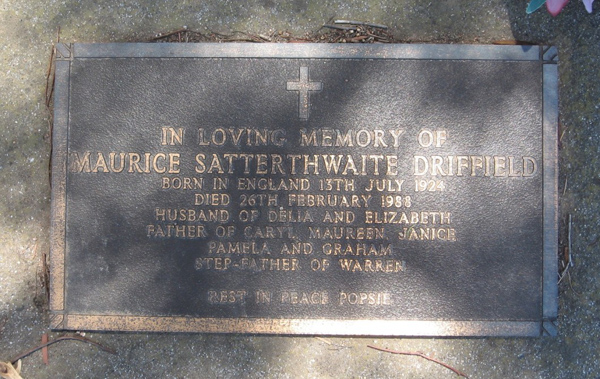 IN LOVING MEMORY OF
MAURICE SATTERTHWAITE DRIFFIELD
BORN IN ENGLAND 13TH JULY 1924
DIED 26TH FEBRUARY 1988
HUSBAND OF DELIA AND ELIZABETH
FATHER OF CARYL, MAUREEN, JANICE
PAMELA AND GRAHAM
STEP-FATHER OF WARREN
REST IN PEACE POPSIE